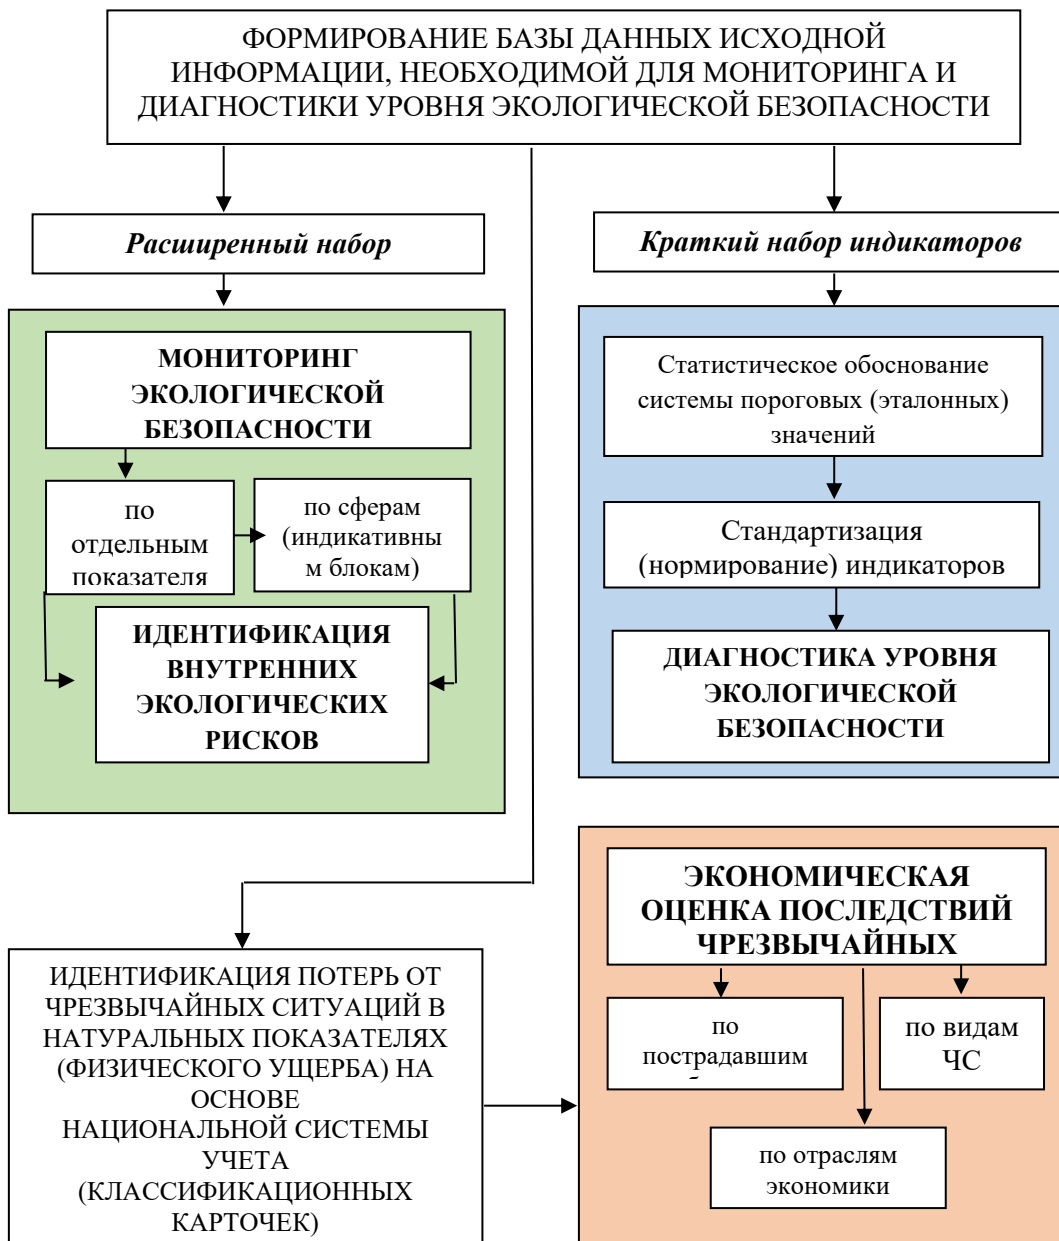 ФОРМИРОВАНИЕ БАЗЫ ДАННЫХ ИСХОДНОЙ
ИНФОРМАЦИИ, НЕОБХОДИМОЙ ДЛЯ МОНИТОРИНГА И
ДИАГНОСТИКИ УРОВНЯ ЭКОЛОГИЧЕСКОЙ БЕЗОПАСНОСТИ
Расширенный набор
Краткий набор индикаторов
МОНИТОРИНГ
ЭКОЛОГИЧЕСКОЙ
БЕЗОПАСНОСТИ
по
отдельным
показателя
по сферам
(индикативны
м блокам)
ИДЕНТИФИКАЦИЯ
ВНУТРЕННИХ
ЭКОЛОГИЧЕСКИХ
РИСКОВ
Статистическое обоснование
системы пороговых (эталонных)
значений
Стандартизация
(нормирование) индикаторов
ДИАГНОСТИКА УРОВНЯ
ЭКОЛОГИЧЕСКОЙ
БЕЗОПАСНОСТИ
ИДЕНТИФИКАЦИЯ ПОТЕРЬ ОТ
ЧРЕЗВЫЧАЙНЫХ СИТУАЦИЙ В
НАТУРАЛЬНЫХ ПОКАЗАТЕЛЯХ
(ФИЗИЧЕСКОГО УЩЕРБА) НА
ОСНОВЕ
НАЦИОНАЛЬНОЙ СИСТЕМЫ
УЧЕТА
(КЛАССИФИКАЦИОННЫХ
КАРТОЧЕК)
ЭКОНОМИЧЕСКАЯ
ОЦЕНКА ПОСЛЕДСТВИЙ
ЧРЕЗВЫЧАЙНЫХ
по
пострадавшим
по видам
ЧС
по отраслям
экономики